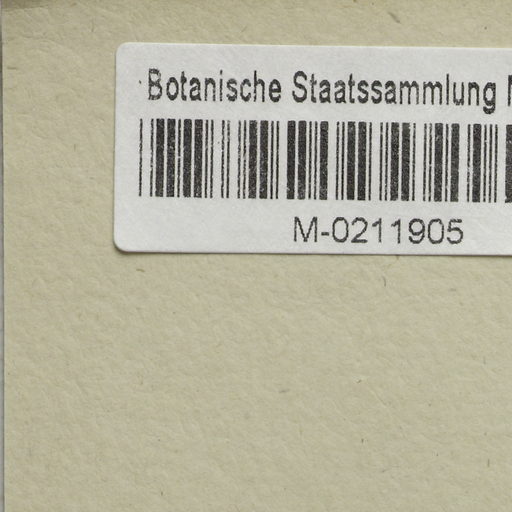 Botanische Staatssammlung
M-0211905